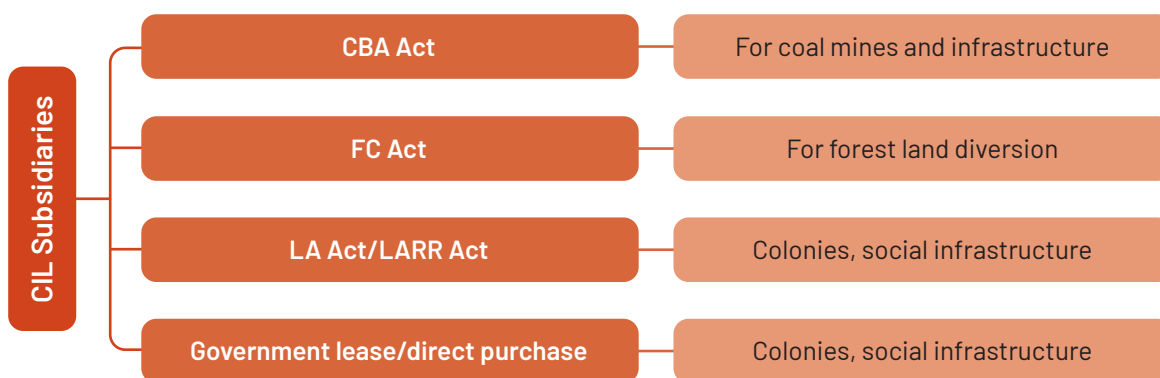 CIL Subsidiaries
CBA Act
For coal mines and infrastructure
FC Act
For forest land diversion
LA Act/LARR Act
Colonies, social infrastructure
Government lease/direct purchase
Colonies, social infrastructure